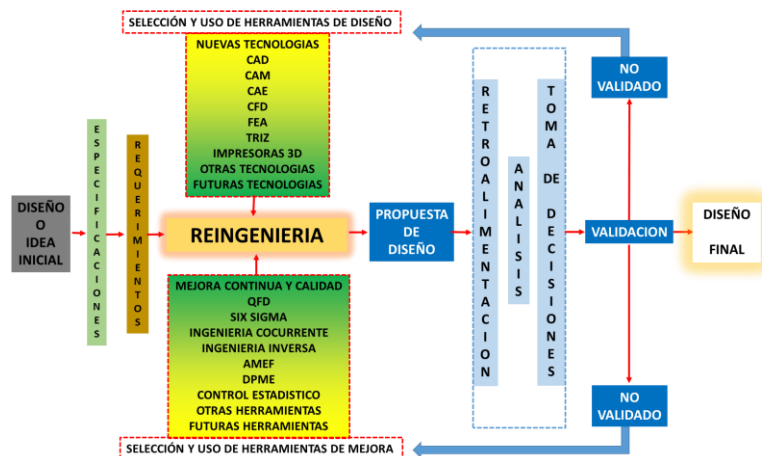 SELECCIÓN Y USO DE HERRAMIENTAS DE DISEÑO
NUEVAS TECNOLOGIAS
CAD
CAM
CAE
CFD
FEA
TRIZ
IMPRESORAS 3D
OTRAS TECNOLOGIAS
FUTURAS TECNOLOGIAS
DISEÑO
O
IDEA
INICIAL
ESPECIFICACIONES
REQUERIMIENTOS
REINGENIERIA
MEJORA CONTINUA Y CALIDAD
QFD
SIX SIGMA
INGENIERIA COCURRENTE
INGENIERIA INVERSA
AMEF
DPME
CONTROL ESTADISTICO
OTRAS HERRAMIENTAS
FUTURAS HERRAMIENTAS
SELECCIÓN Y USO DE HERRAMIENTAS DE MEJORA
PROPUESTA
DE
DISEÑO
RETROALIMENTACION
ANALISIS
TOMA DE DECISIONES
NO
VALIDADO
VALIDACION
NO
VALIDADO
DISEÑO
FINAL